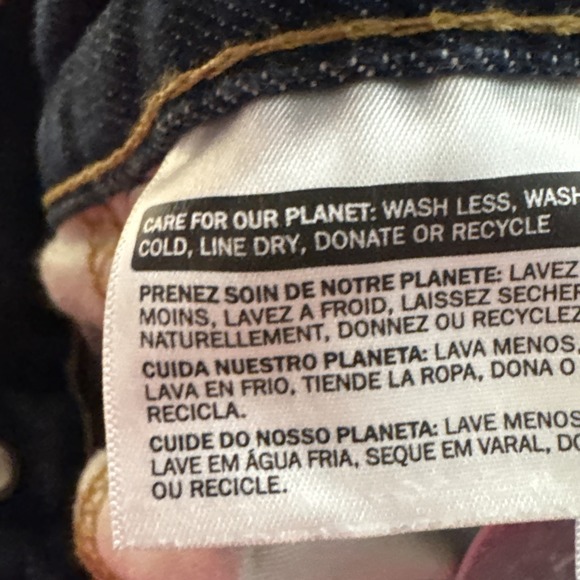 CARE FOR OUR PLANET: WASH LESS, WASH
COLD, LINE DRY, DONATE OR RECYCLE
PRENEZ SOIN DE NOTRE PLANETE: LAVEZ
MOINS, LAVEZ A FROID, LAISSEZ SECHER
NATURELLEMENT, DONNEZ OU RECYCLEZ
CUIDA NUESTRO PLANETA: LAVA MENOS,
LAVA EN FRIO, TIENDE LA ROPA, DONA O
RECICLA.
CUIDE DO NOSSO PLANETA: LAVE MENOS
LAVE EM ÁGUA FRIA, SEQUE EM VARAL,
OU RECICLE.